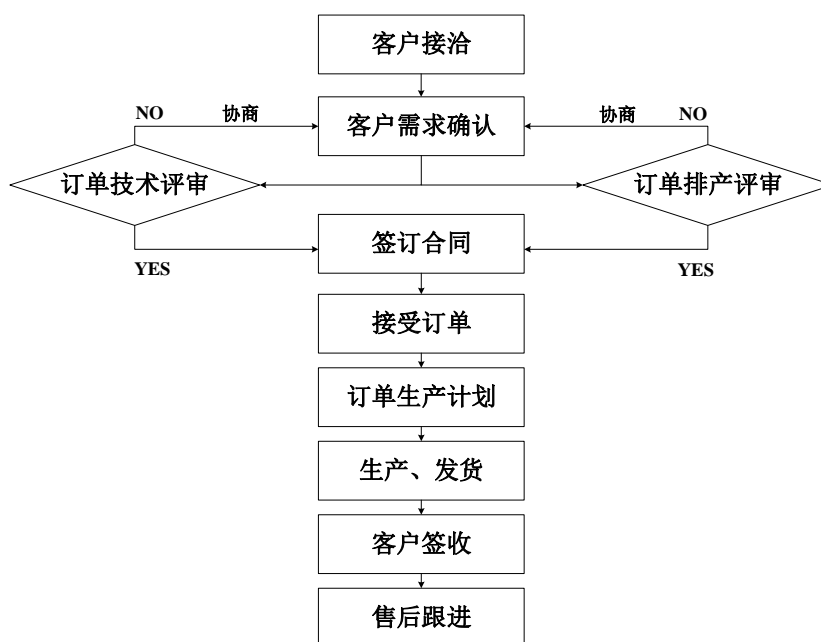 客户接洽
NO
协商
客户需求确认
协商
NO
订单技术评审
订单排产评审
签订合同
YES
YES
接受订单
订单生产计划
生产、发货
客户签收
售后跟进